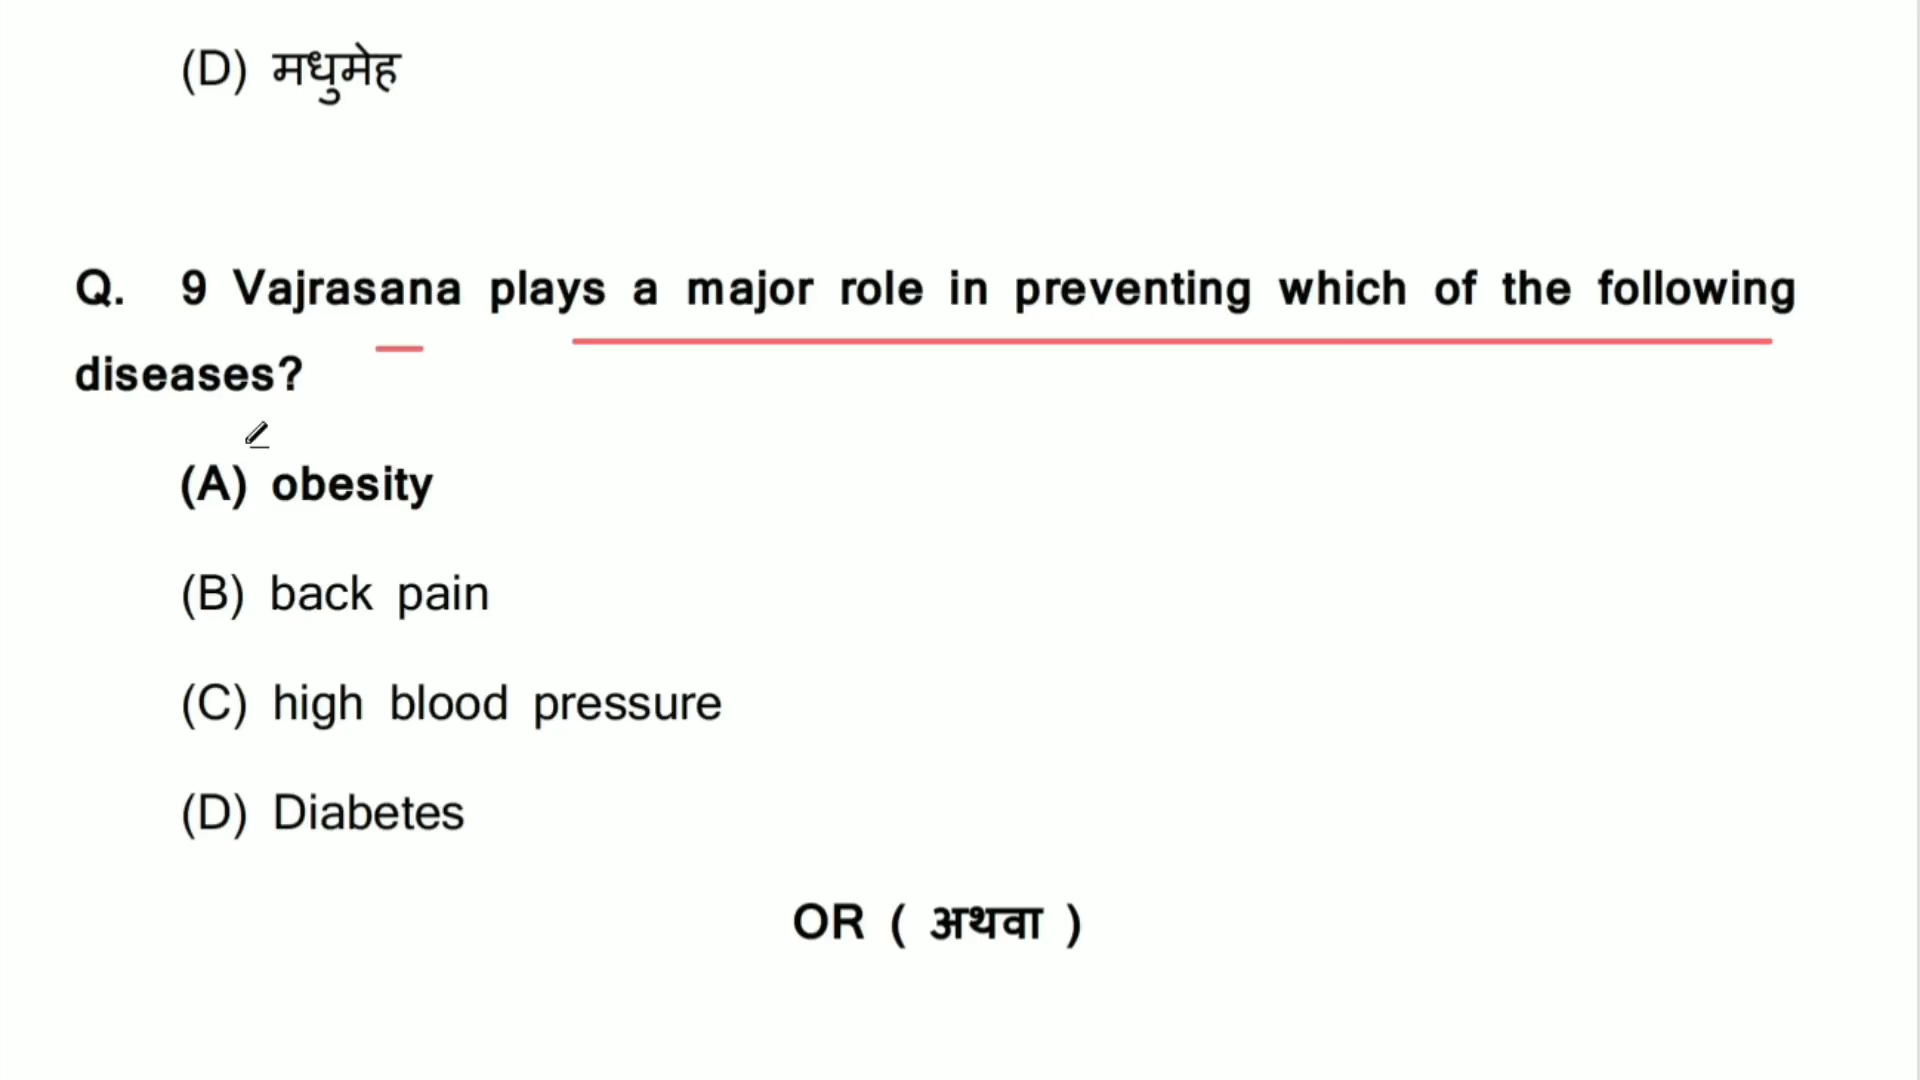 (D) मधुमेह
Q. 9 Vajrasana plays a major role in preventing which of the following
diseases?
(A) obesity
(B) back pain
(C) high blood pressure
(D) Diabetes
OR ( अथवा )